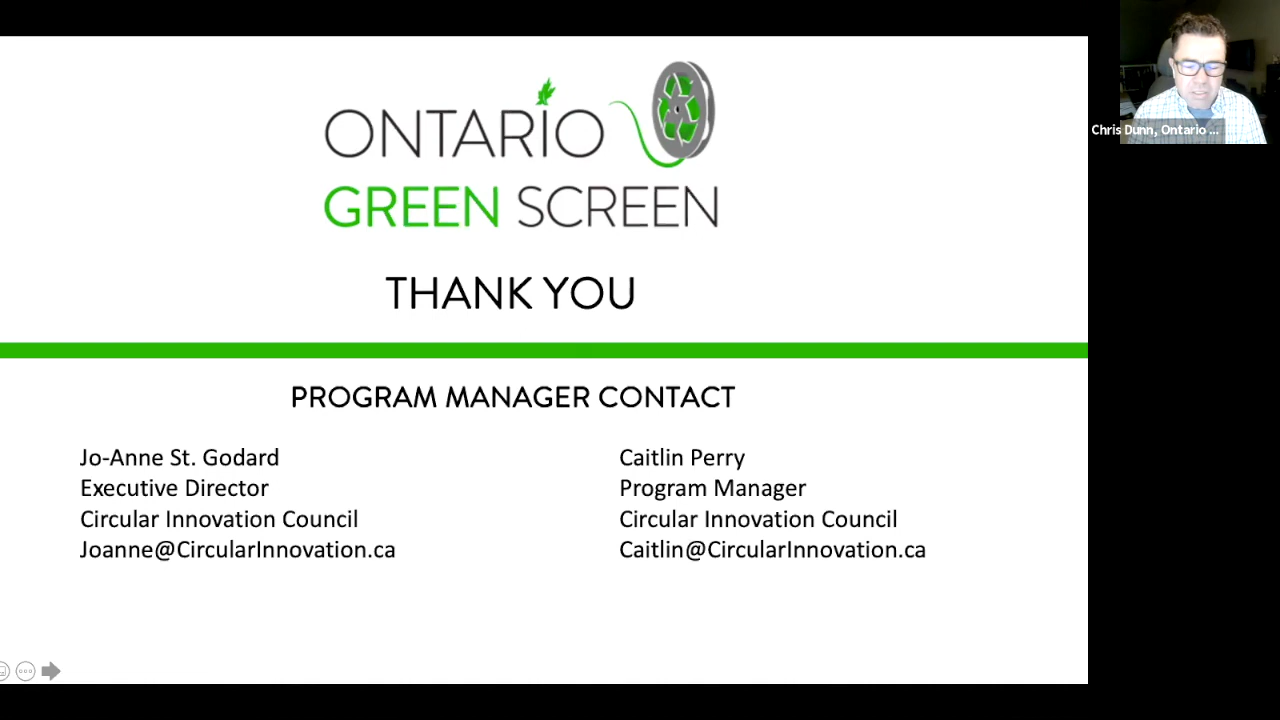 ONTARIO
GREEN SCREEN
THANK YOU
PROGRAM MANAGER CONTACT
Jo-Anne St. Godard
Executive Director
Circular Innovation Council
Joanne@CircularInnovation.ca
Caitlin Perry
Program Manager
Circular Innovation Council
Caitlin@CircularInnovation.ca
Chris Dunn, Ontario ...